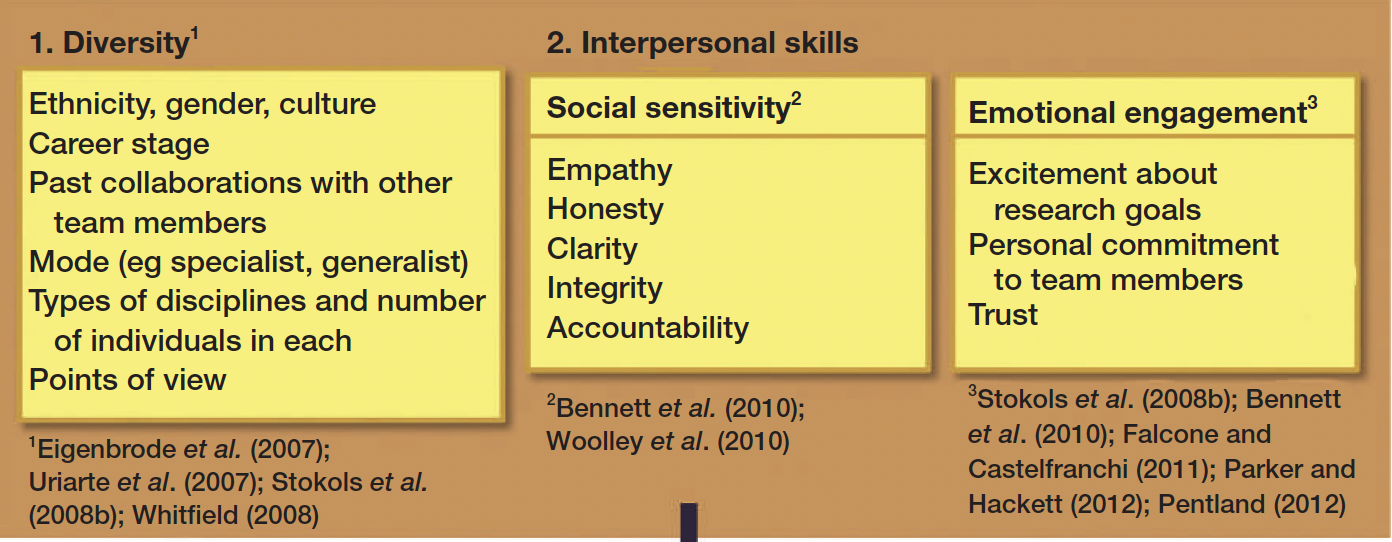 1. Diversity¹
Ethnicity, gender, culture
Career stage
Past collaborations with other
team members
Mode (eg specialist, generalist)
Types of disciplines and number
of individuals in each
Points of view
¹Eigenbrode et al. (2007);
Uriarte et al. (2007); Stokols et al.
(2008b); Whitfield (2008)
2. Interpersonal skills
Social sensitivity²
Empathy
Honesty
Clarity
Integrity
Accountability
²Bennett et al. (2010);
Woolley et al. (2010)
Emotional engagement³
Excitement about
research goals
Personal commitment
to team members
Trust
³Stokols et al. (2008b); Bennett
et al. (2010); Falcone and
Castelfranchi (2011); Parker and
Hackett (2012); Pentland (2012)